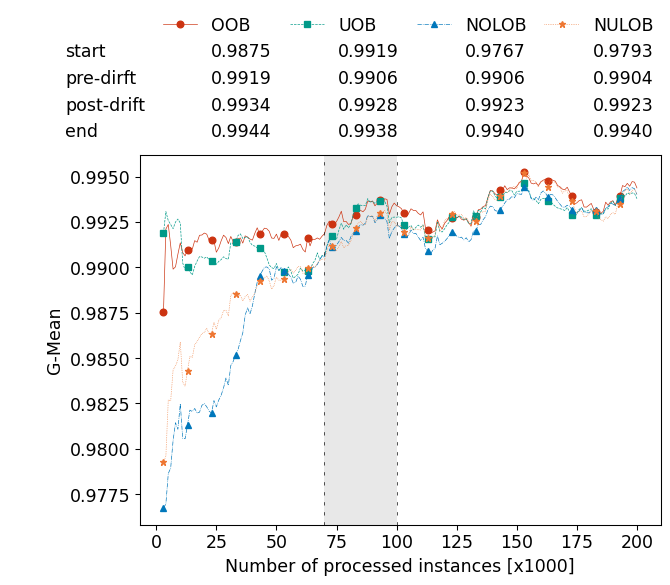 OOB UOB NOLOB NULOB
start 0.9875 0.9919 0.9767 0.9793
pre-dirft 0.9919 0.9906 0.9906 0.9904
post-drift 0.9934 0.9928 0.9923 0.9923
end 0.9944 0.9938 0.9940 0.9940
0.9950
0.9925
0.9900
0.9875
0.9850
0.9825
0.9800
0.9775
G-Mean
0 25 50 75 100 125 150 175 200
Number of processed instances [x1000]